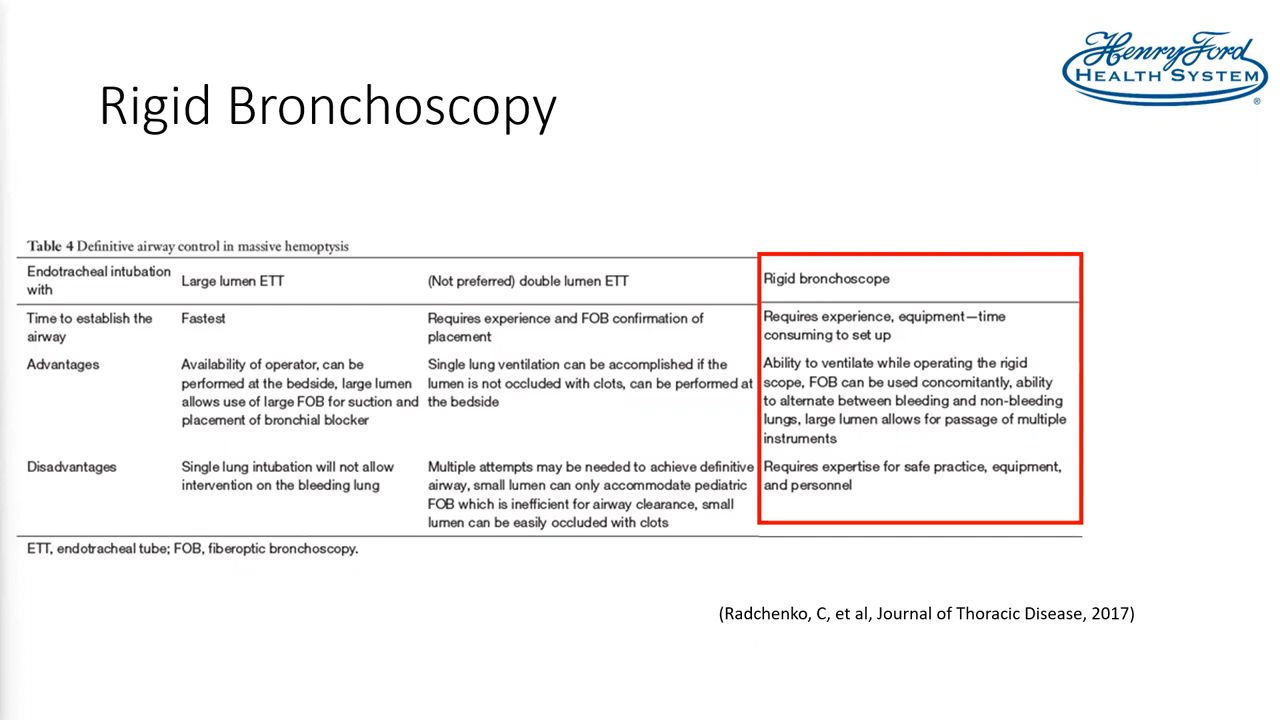 Henry Ford
HEALTH SYSTEM
®
Rigid Bronchoscopy
Table 4 Definitive airway control in massive hemoptysis
Endotracheal intubation
with
Large lumen ETT
(Not preferred) double lumen ETT
Rigid bronchoscope
Time to establish the
airway
Fastest
Requires experience and FOB confirmation of
placement
Requires experience, equipment—time
consuming to set up
Advantages
Availability of operator, can be
performed at the bedside, large lumen
allows use of large FOB for suction and
placement of bronchial blocker
Single lung ventilation can be accomplished if the
lumen is not occluded with clots, can be performed at
the bedside
Ability to ventilate while operating the rigid
scope, FOB can be used concomitantly, ability
to alternate between bleeding and non-bleeding
lungs, large lumen allows for passage of multiple
instruments
Disadvantages
Single lung intubation will not allow
intervention on the bleeding lung
Multiple attempts may be needed to achieve definitive
airway, small lumen can only accommodate pediatric
FOB which is inefficient for airway clearance, small
lumen can be easily occluded with clots
Requires expertise for safe practice, equipment,
and personnel
ETT, endotracheal tube; FOB, fiberoptic bronchoscopy.
(Radchenko, C, et al, Journal of Thoracic Disease, 2017)